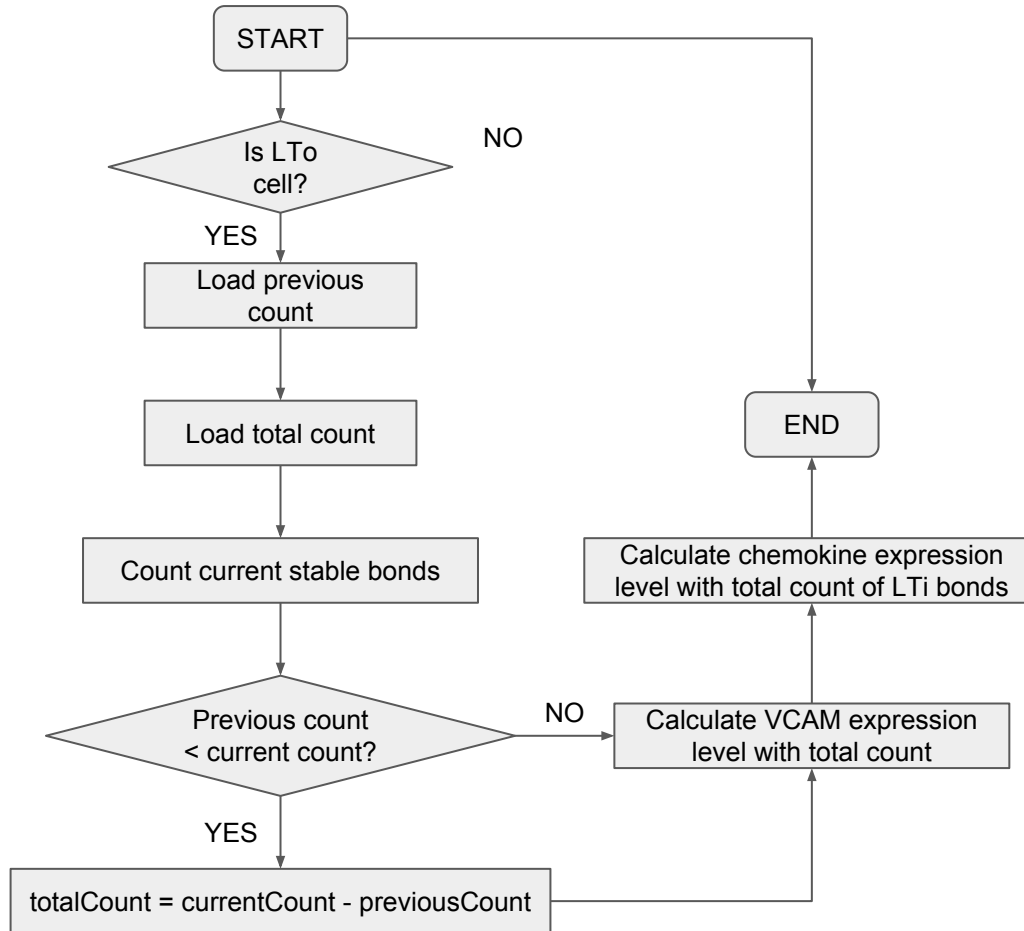 START
NO
Is LTo
cell?
YES
Load previous
count
Load total count
END
Count current stable bonds
Calculate chemokine expression
level with total count of LTi bonds
Previous count
< current count?
NO
Calculate VCAM expression
level with total count
YES
totalCount = currentCount - previousCount